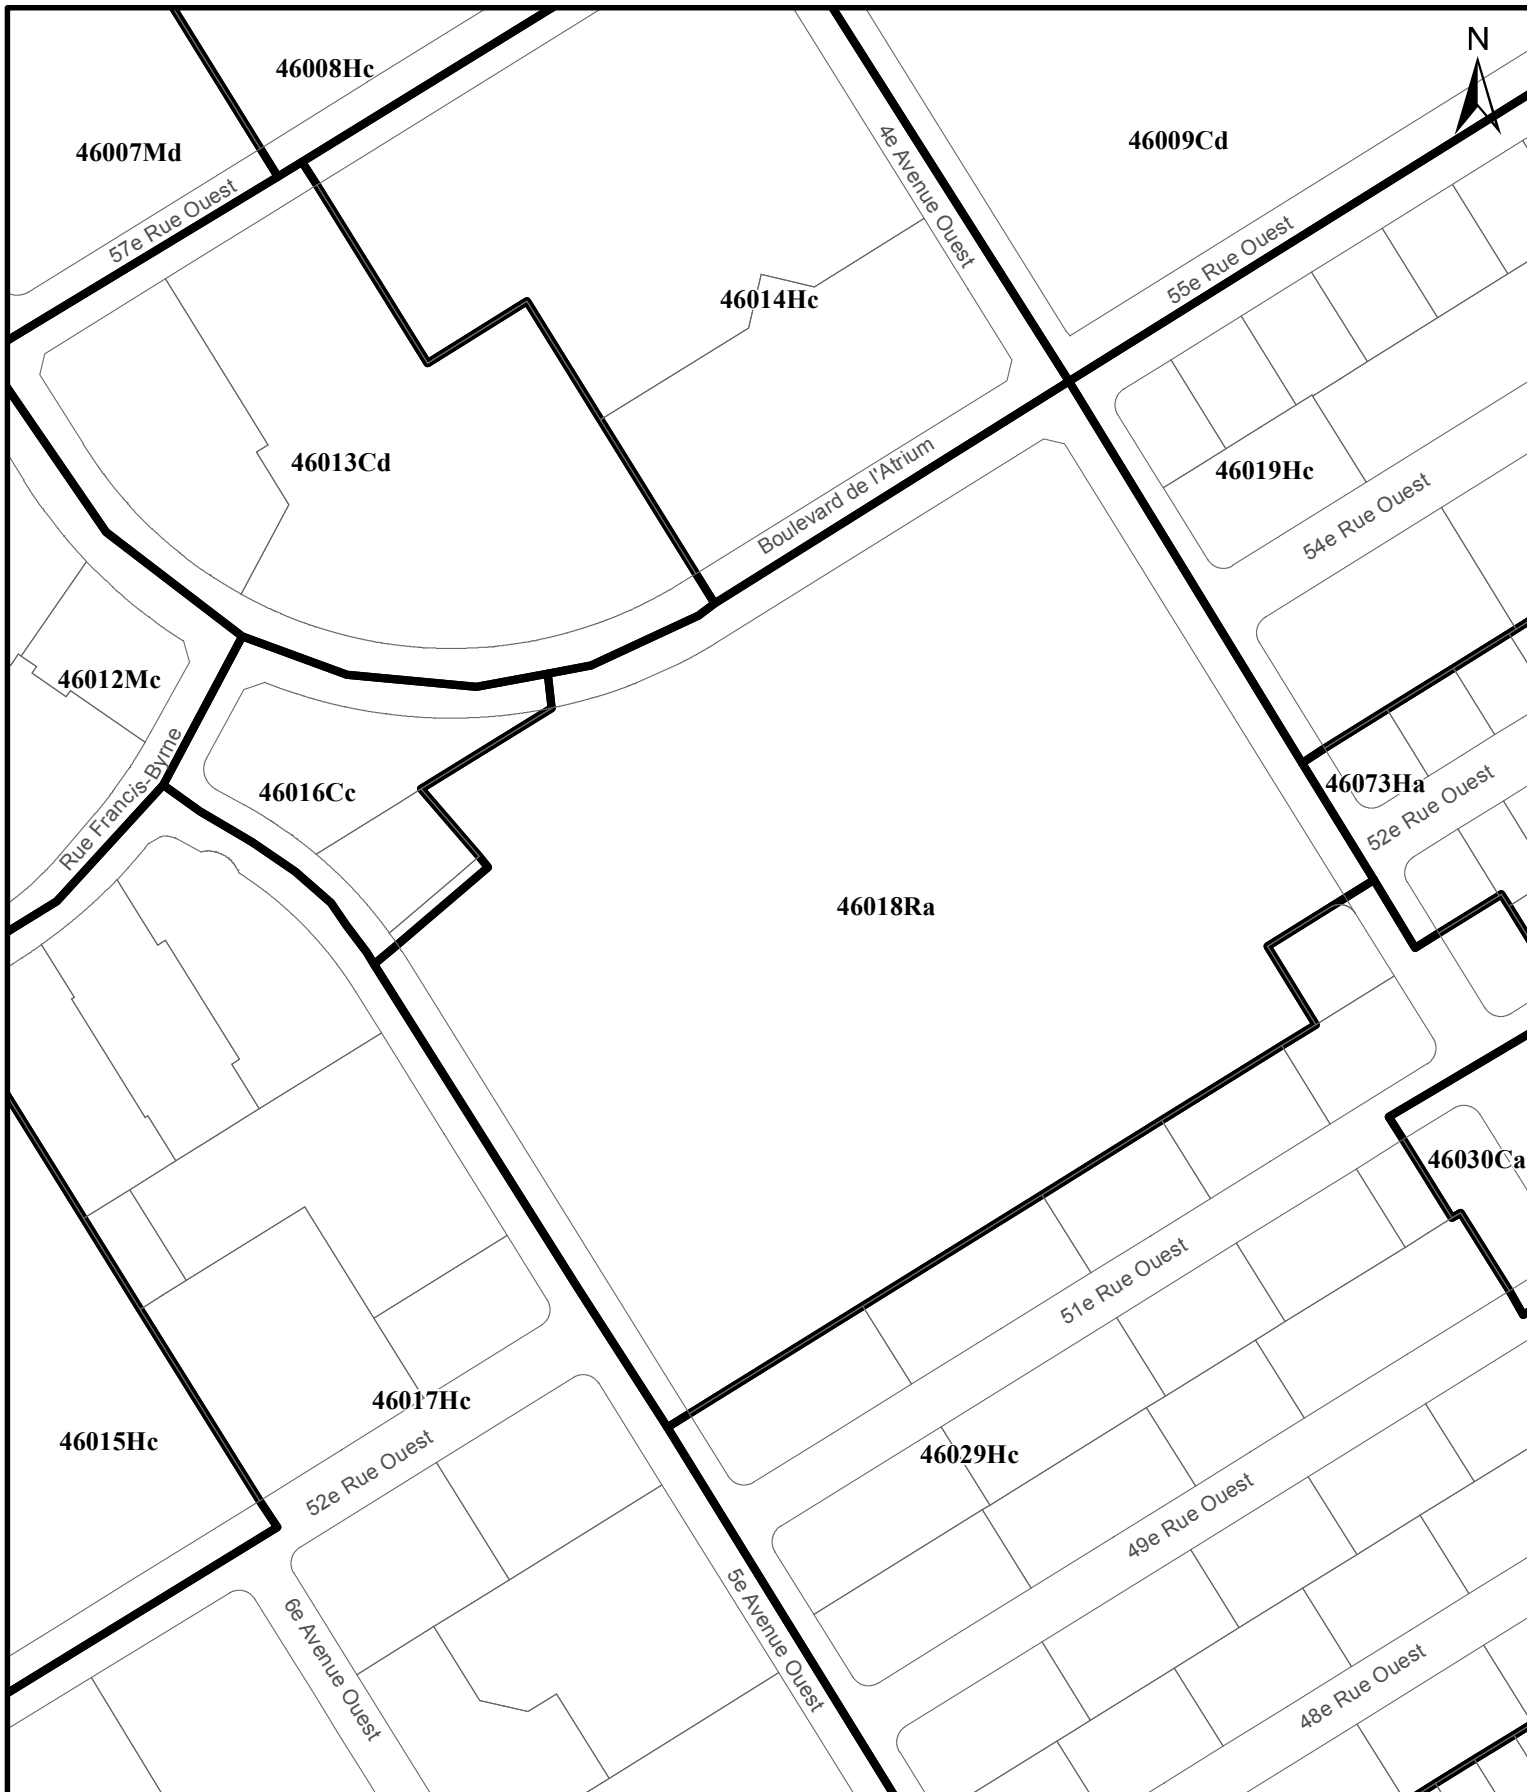 N
46008Hc
46007Md
46009Cd
4e Avenue Ouest
57e Rue Ouest
55e Rue Ouest
46014Hc
46013Cd
46019Hc
Boulevard de l'Atrium
54e Rue Ouest
46012Mc
46016Cc
46073Ha
Rue Francis-Byrne
52e Rue Ouest
46018Ra
46030Ca
51e Rue Ouest
46017Hc
46015Hc
46029Hc
52e Rue Ouest
49e Rue Ouest
5e Avenue Ouest
6e Avenue Ouest
48e Rue Ouest